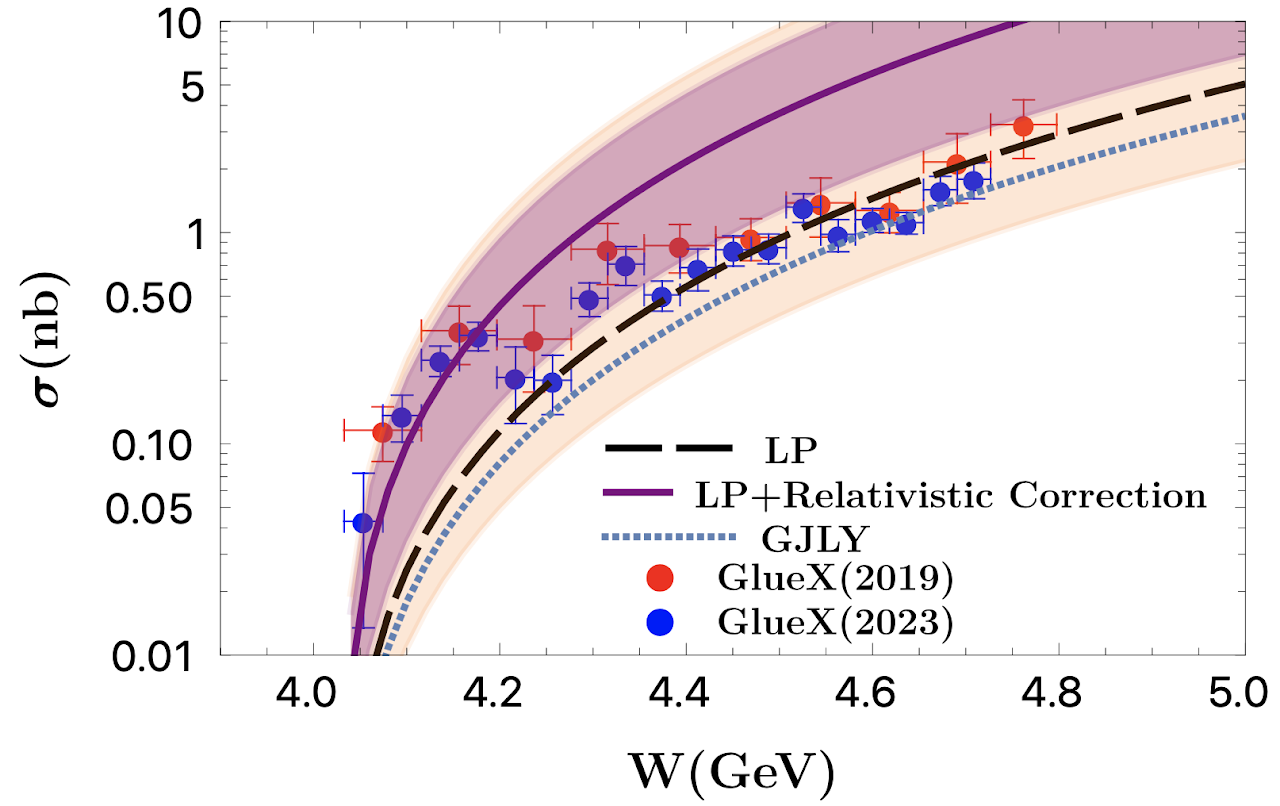 10
5
1
0.50
0.10
0.05
0.01
σ(nb)
LP
LP+Relativistic Correction
GJLY
GlueX(2019)
GlueX(2023)
4.0 4.2 4.4 4.6 4.8 5.0
W(GeV)